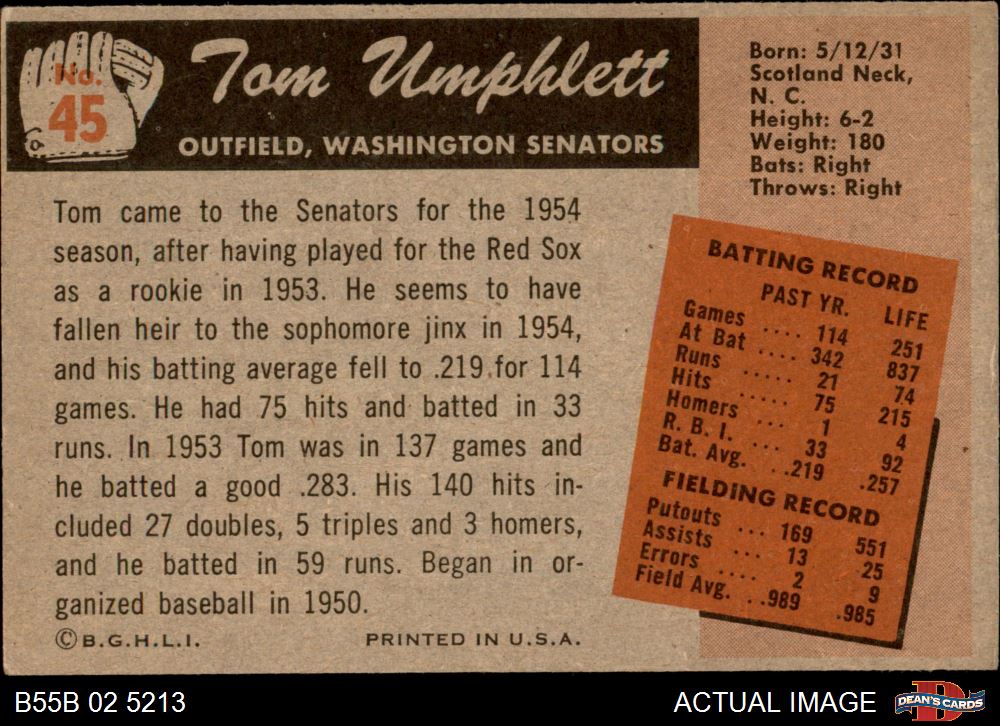 No.
45
Tom Umphlett
OUTFIELD, WASHINGTON SENATORS
Born: 5/12/31
Scotland Neck,
N. C.
Height: 6-2
Weight: 180
Bats: Right
Throws: Right
Tom came to the Senators for the 1954
season, after having played for the Red Sox
as a rookie in 1953. He seems to have
fallen heir to the sophomore jinx in 1954,
and his batting average fell to .219 for 114
games. He had 75 hits and batted in 33
runs. In 1953 Tom was in 137 games and
he batted a good .283. His 140 hits in-
cluded 27 doubles, 5 triples and 3 homers,
and he batted in 59 runs. Began in or-
ganized baseball in 1950.
BATTING RECORD
PAST YR. LIFE
Games .... 114 251
At Bat .... 342 837
Runs ..... 21 74
Hits ..... 75 215
Homers ... 1 4
R. B. I. ... 33 92
Bat. Avg. ..219 .257
FIELDING RECORD
Putouts ... 169 551
Assists ... 13 25
Errors .... 2 9
Field Avg. ..989 .985
©B.G.H.L.I. PRINTED IN U.S.A.
B55B 02 5213 ACTUAL IMAGE
D
DEAN'S CARDS